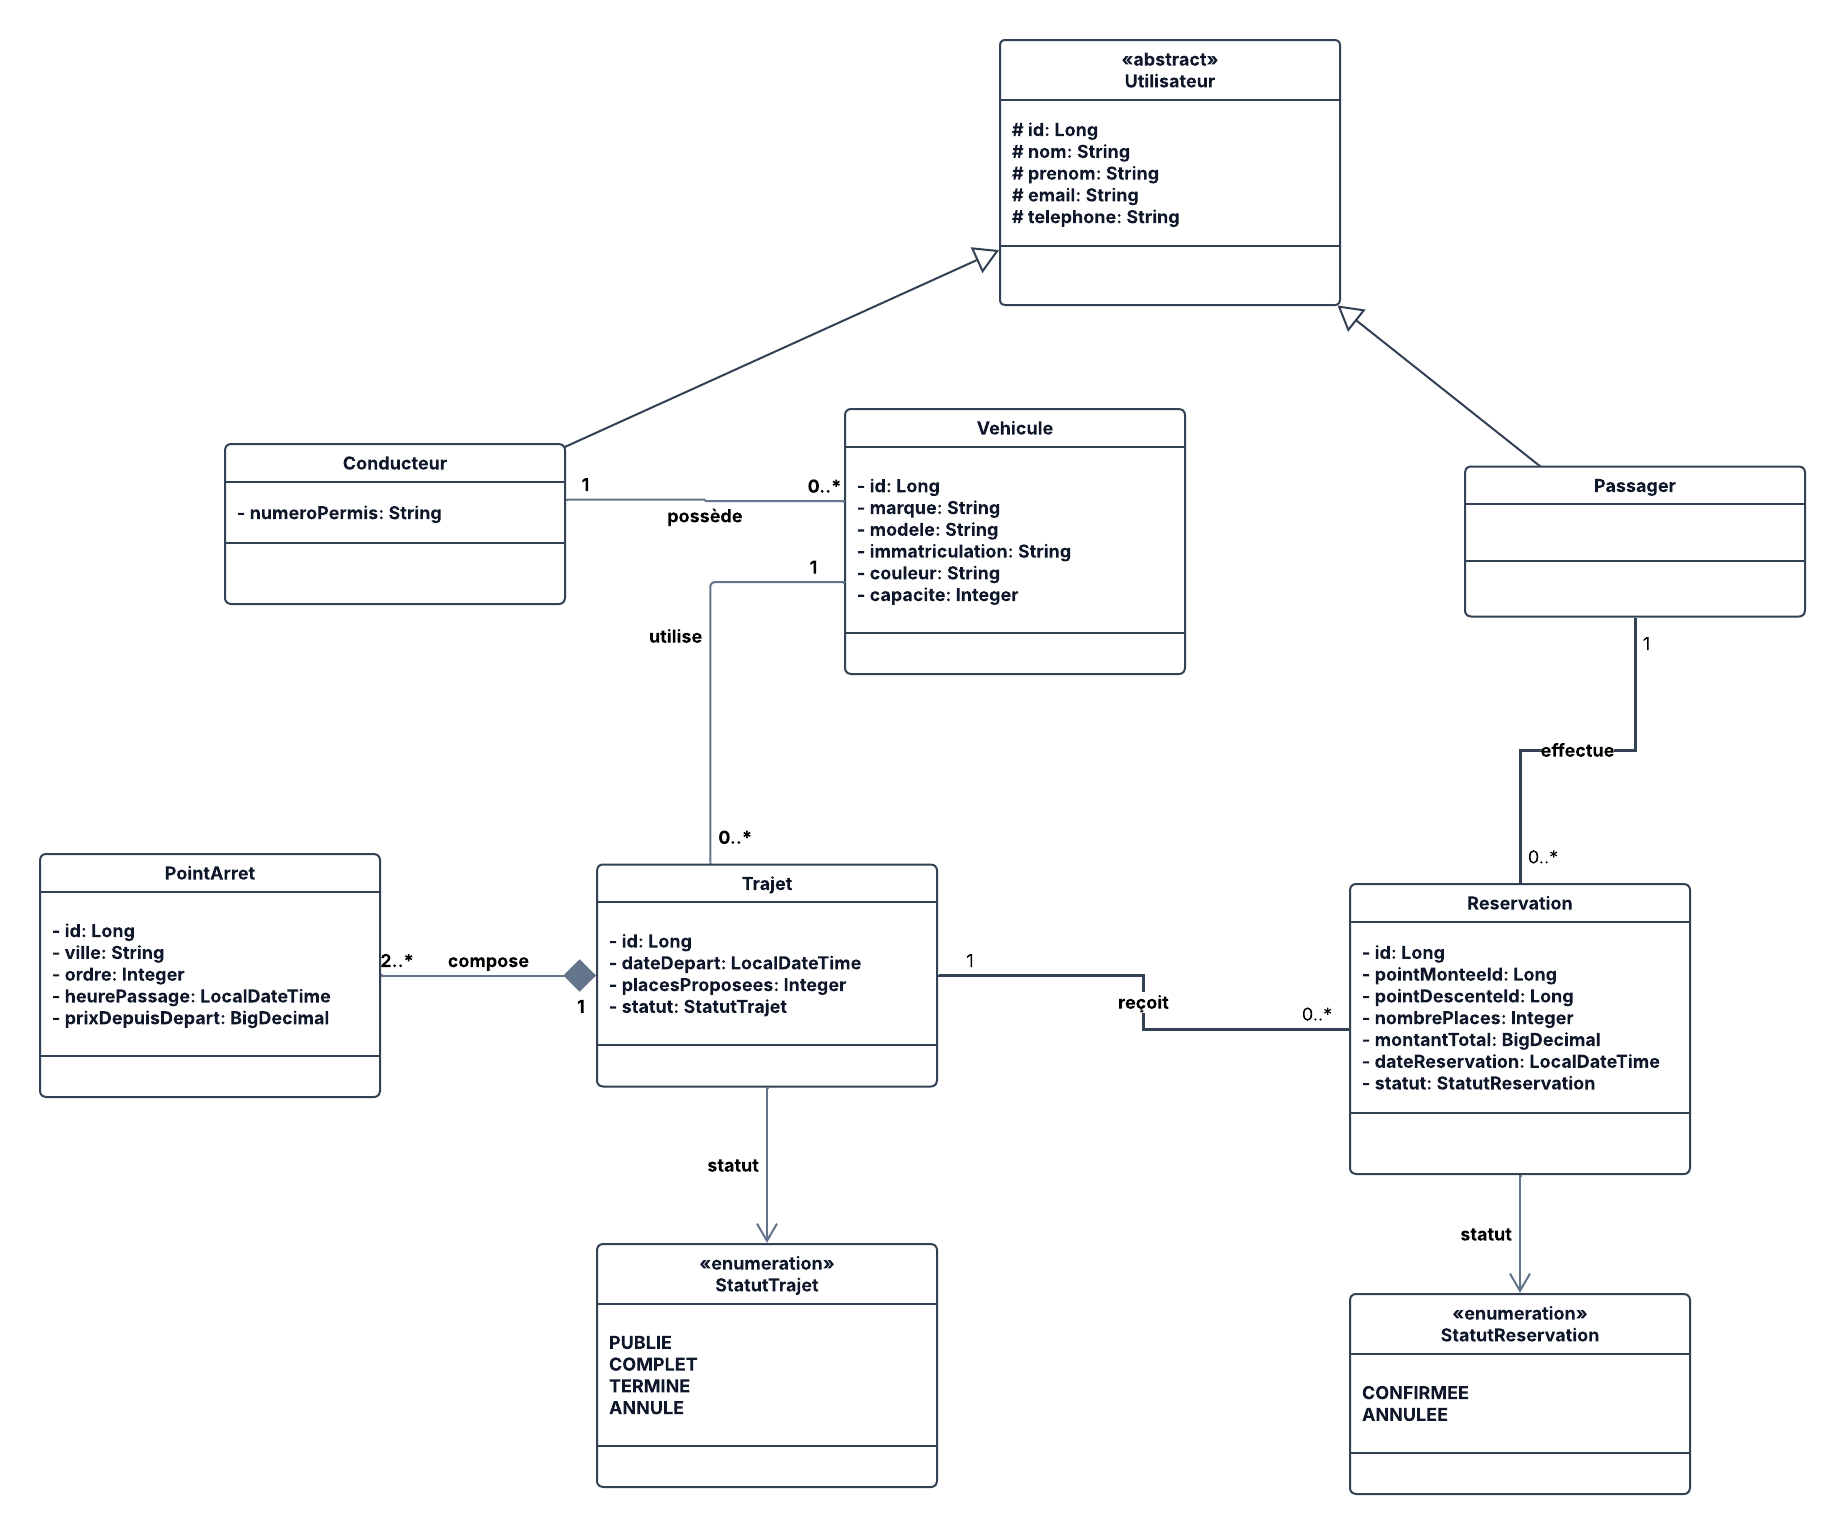 «abstract»
Utilisateur
# id: Long
# nom: String
# prenom: String
# email: String
# telephone: String
Conducteur
- numeroPermis: String
1
0..*
possède
Vehicule
- id: Long
- marque: String
- modele: String
- immatriculation: String
- couleur: String
- capacite: Integer
1
utilise
0..*
Passager
1
effectue
0..*
PointArret
- id: Long
- ville: String
- ordre: Integer
- heurePassage: LocalDateTime
- prixDepuisDepart: BigDecimal
2..*
compose
1
Trajet
- id: Long
- dateDepart: LocalDateTime
- placesProposees: Integer
- statut: StatutTrajet
1
reçoit
0..*
Reservation
- id: Long
- pointMonteeId: Long
- pointDescenteId: Long
- nombrePlaces: Integer
- montantTotal: BigDecimal
- dateReservation: LocalDateTime
- statut: StatutReservation
statut
«enumeration»
StatutTrajet
PUBLIE
COMPLET
TERMINE
ANNULE
statut
«enumeration»
StatutReservation
CONFIRMEE
ANNULEE